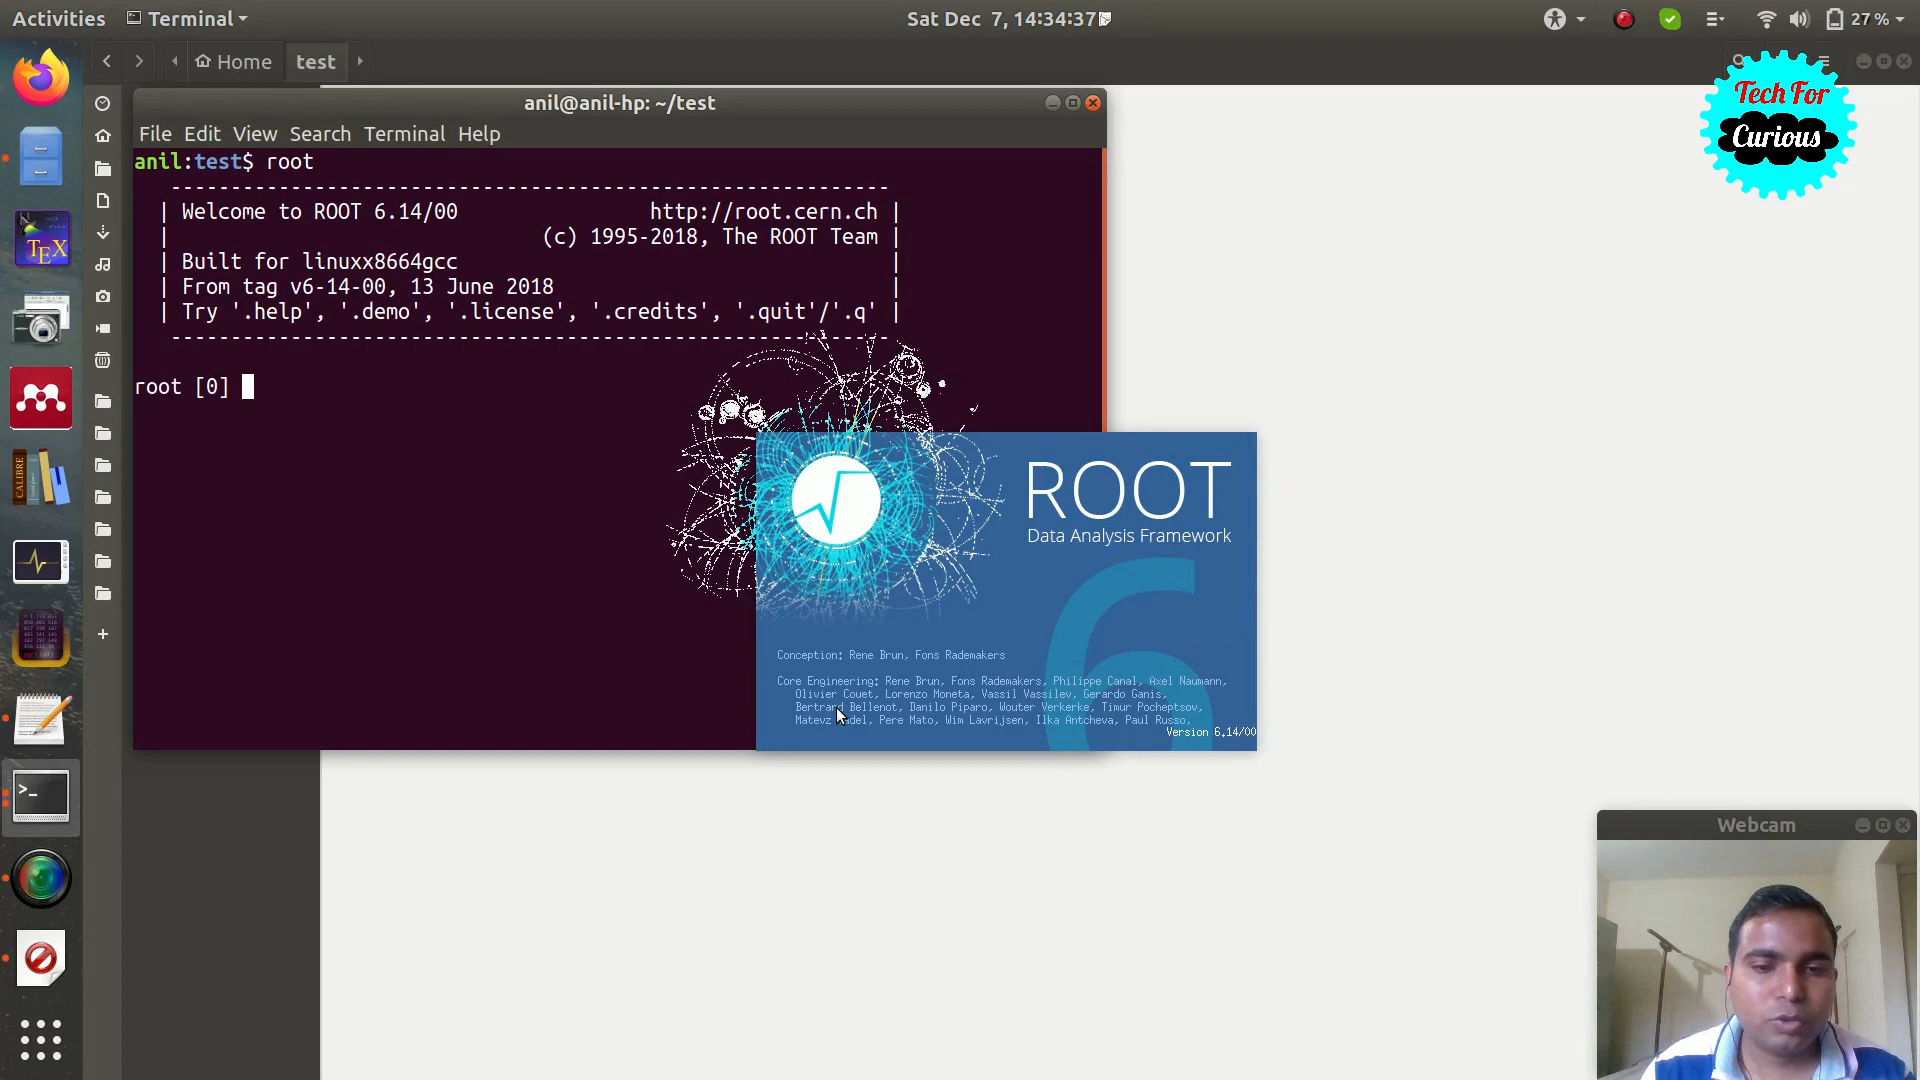 Activities
Terminal
Sat Dec 7, 14:34:37
27 %
Home
test
Tech For
Curious
anil@anil-hp: ~/test
File Edit View Search Terminal Help
anil:test$ root
------------------------------------------------------------
| Welcome to ROOT 6.14/00 http://root.cern.ch |
| (c) 1995-2018, The ROOT Team |
| Built for linuxx8664gcc |
| From tag v6-14-00, 13 June 2018 |
| Try '.help', '.demo', '.license', '.credits', '.quit'/'.q' |
------------------------------------------------------------
root [0]
TEX
CALIBRE
>_
ROOT
Data Analysis Framework
6
Conception: Rene Brun, Fons Rademakers
Core Engineering: Rene Brun, Fons Rademakers, Philippe Canal, Axel Naumann,
Olivier Couet, Lorenzo Moneta, Vassil Vassilev, Gerardo Ganis,
Bertrand Bellenot, Danilo Piparo, Wouter Verkerke, Timur Pocheptsov,
Matevz del, Pere Mato, Wim Lavrijsen, Ilka Antcheva, Paul Russo,
Version 6.14/00
Webcam